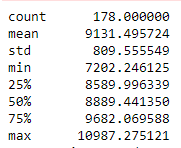 count 178.000000
mean 9131.495724
std 809.555549
min 7202.246125
25% 8589.996339
50% 8889.441350
75% 9682.069588
max 10987.275121